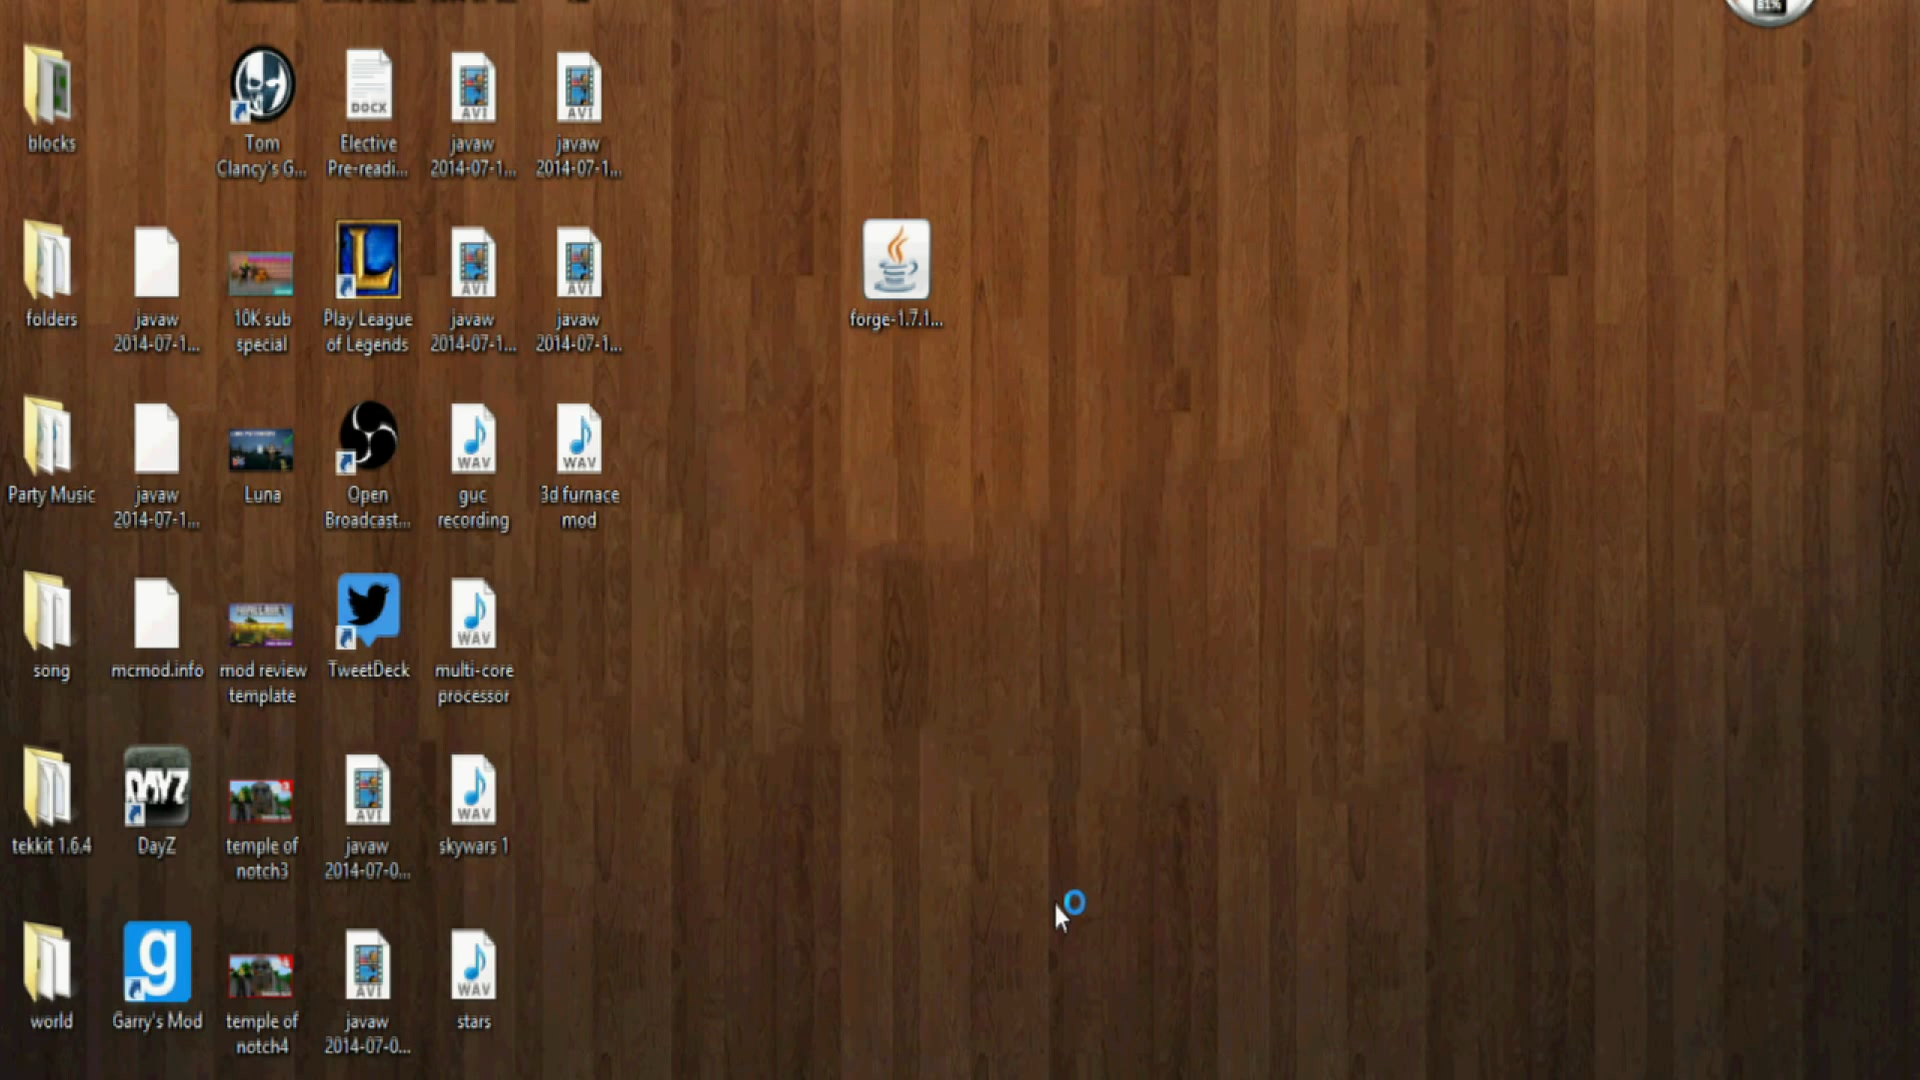 81%
blocks
Tom
Clancy's G...
DOCX
Elective
Pre-readi...
AVI
javaw
2014-07-1...
AVI
javaw
2014-07-1...
folders
javaw
2014-07-1...
10K sub
special
L
Play League
of Legends
AVI
javaw
2014-07-1...
AVI
javaw
2014-07-1...
forge-1.7.1...
Party Music
javaw
2014-07-1...
Luna
Open
Broadcast...
WAV
guc
recording
WAV
3d furnace
mod
song
mcmod.info
mod review
template
TweetDeck
WAV
multi-core
processor
tekkit 1.6.4
DAYZ
DayZ
temple of
notch3
AVI
javaw
2014-07-0...
WAV
skywars 1
world
g
Garry's Mod
temple of
notch4
AVI
javaw
2014-07-0...
WAV
stars